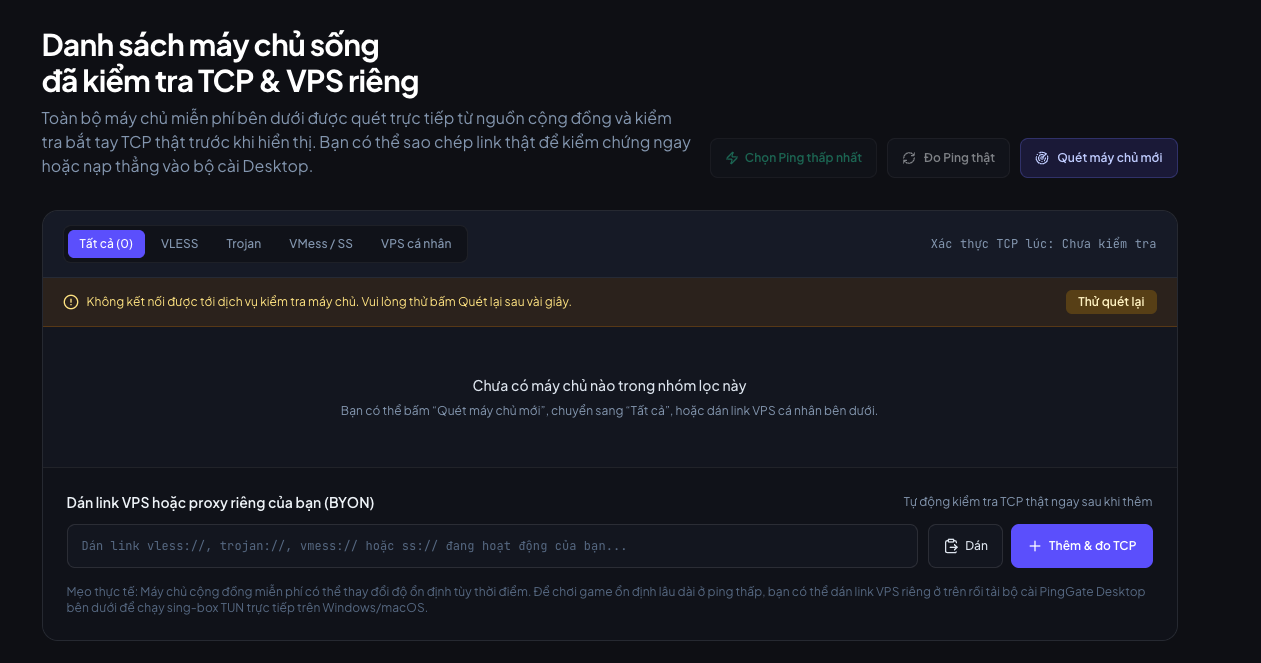 Danh sách máy chủ sống
đã kiểm tra TCP & VPS riêng
Toàn bộ máy chủ miễn phí bên dưới được quét trực tiếp từ nguồn cộng đồng và kiểm
tra bắt tay TCP thật trước khi hiển thị. Bạn có thể sao chép link thật để kiểm chứng ngay
hoặc nạp thẳng vào bộ cài Desktop.
Chọn Ping thấp nhất
Đo Ping thật
Quét máy chủ mới
Tất cả (0)
VLESS
Trojan
VMess / SS
VPS cá nhân
Xác thực TCP lúc: Chưa kiểm tra
Không kết nối được tới dịch vụ kiểm tra máy chủ. Vui lòng thử bấm Quét lại sau vài giây.
Thử quét lại
Chưa có máy chủ nào trong nhóm lọc này
Bạn có thể bấm “Quét máy chủ mới”, chuyển sang “Tất cả”, hoặc dán link VPS cá nhân bên dưới.
Dán link VPS hoặc proxy riêng của bạn (BYON)
Tự động kiểm tra TCP thật ngay sau khi thêm
Dán link vless://, trojan://, vmess:// hoặc ss:// đang hoạt động của bạn...
Dán
Thêm & đo TCP
Mẹo thực tế: Máy chủ cộng đồng miễn phí có thể thay đổi độ ổn định tùy thời điểm. Để chơi game ổn định lâu dài ở ping thấp, bạn có thể dán link VPS riêng ở trên rồi tải bộ cài PingGate Desktop
bên dưới để chạy sing-box TUN trực tiếp trên Windows/macOS.